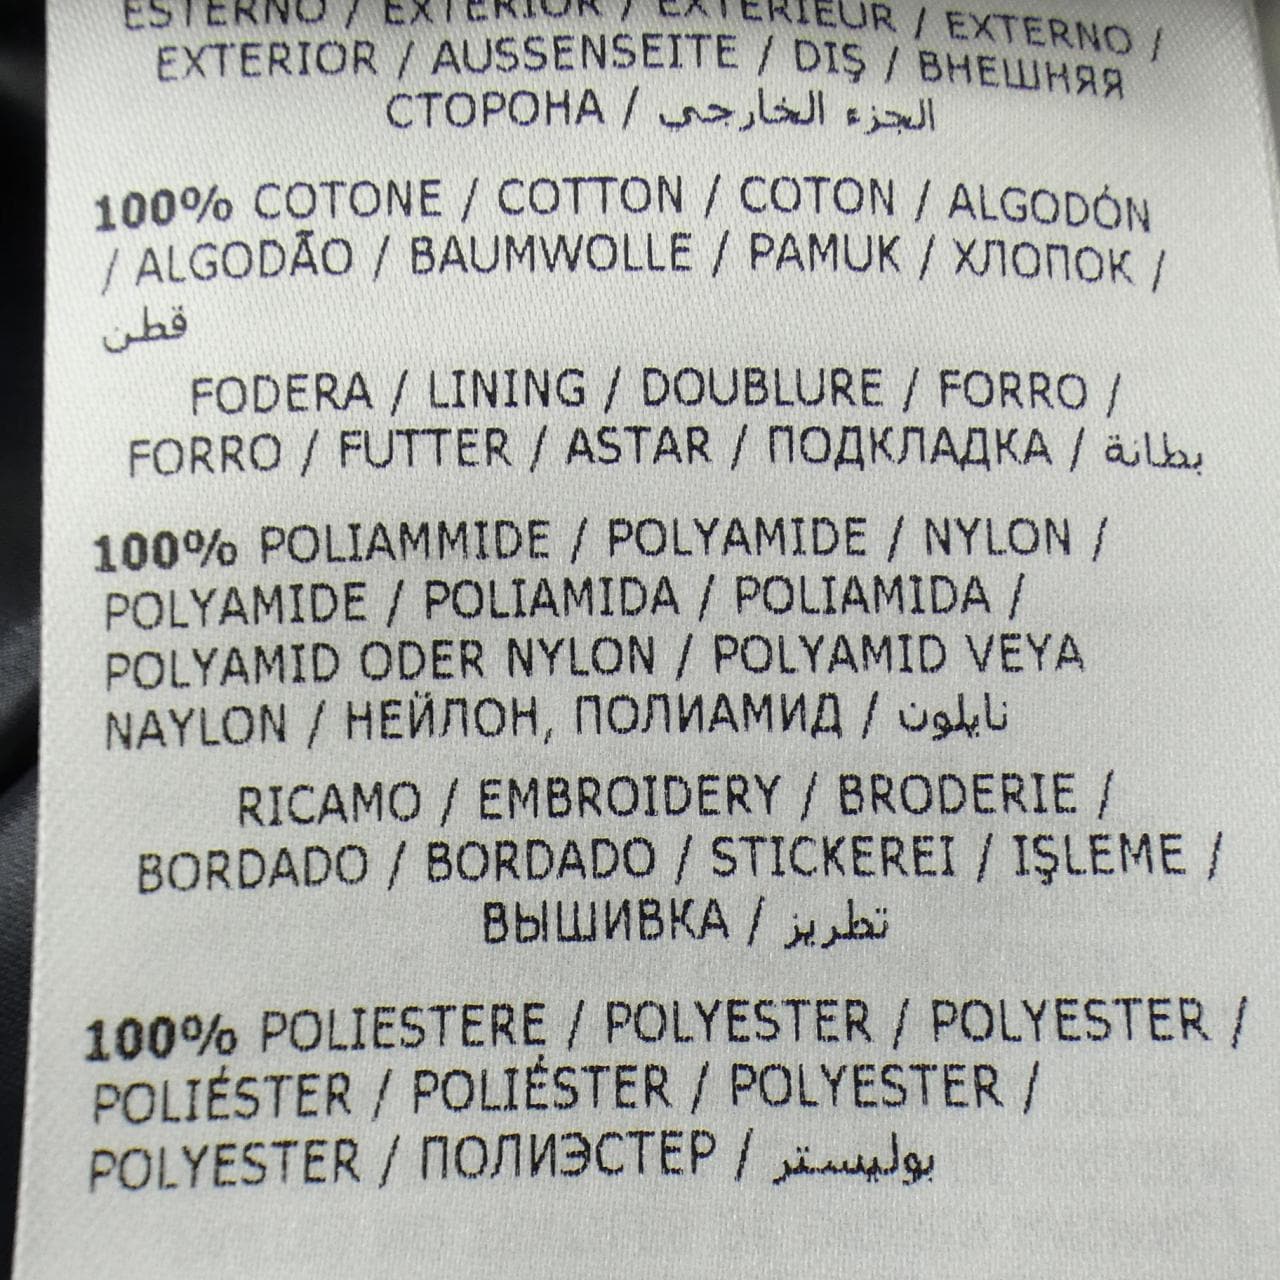 ESTERNO / EXTERIOR / EXTÉRIEUR / EXTERNO /
EXTERIOR / AUSSENSEITE / DIŞ / ВНЕШНЯЯ
СТОРОНА / الجزء الخارجي
100% COTONE / COTTON / COTON / ALGODÓN
/ ALGODÃO / BAUMWOLLE / PAMUK / ХЛОПОК /
قطن
FODERA / LINING / DOUBLURE / FORRO /
FORRO / FUTTER / ASTAR / ПОДКЛАДКА / بطانة
100% POLIAMMIDE / POLYAMIDE / NYLON /
POLYAMIDE / POLIAMIDA / POLIAMIDA /
POLYAMID ODER NYLON / POLYAMID VEYA
NAYLON / НЕЙЛОН, ПОЛИАМИД / نايلون
RICAMO / EMBROIDERY / BRODERIE /
BORDADO / BORDADO / STICKEREI / IŞLEME /
ВЫШИВКА / تطريز
100% POLIESTERE / POLYESTER / POLYESTER /
POLIÉSTER / POLIÉSTER / POLYESTER /
POLYESTER / ПОЛИЭСТЕР / بوليستر